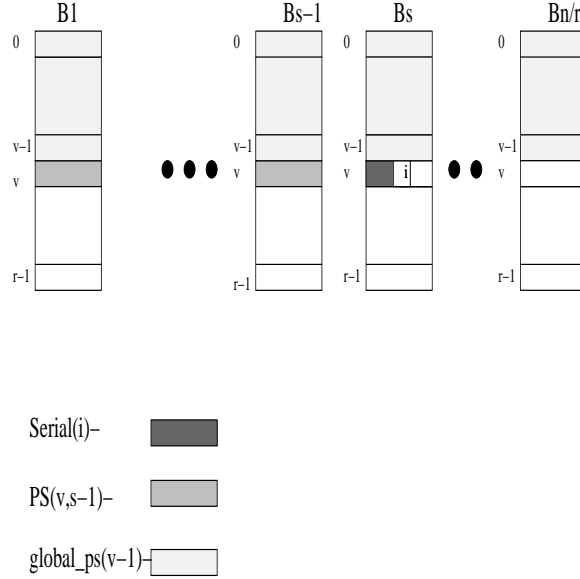 B1 Bs−1 Bs Bn/r
0 0 0 0
v−1 v−1 v−1 v−1
v v v i v
r−1 r−1 r−1 r−1
Serial(i)−
PS(v,s−1)−
global_ps(v−1)−